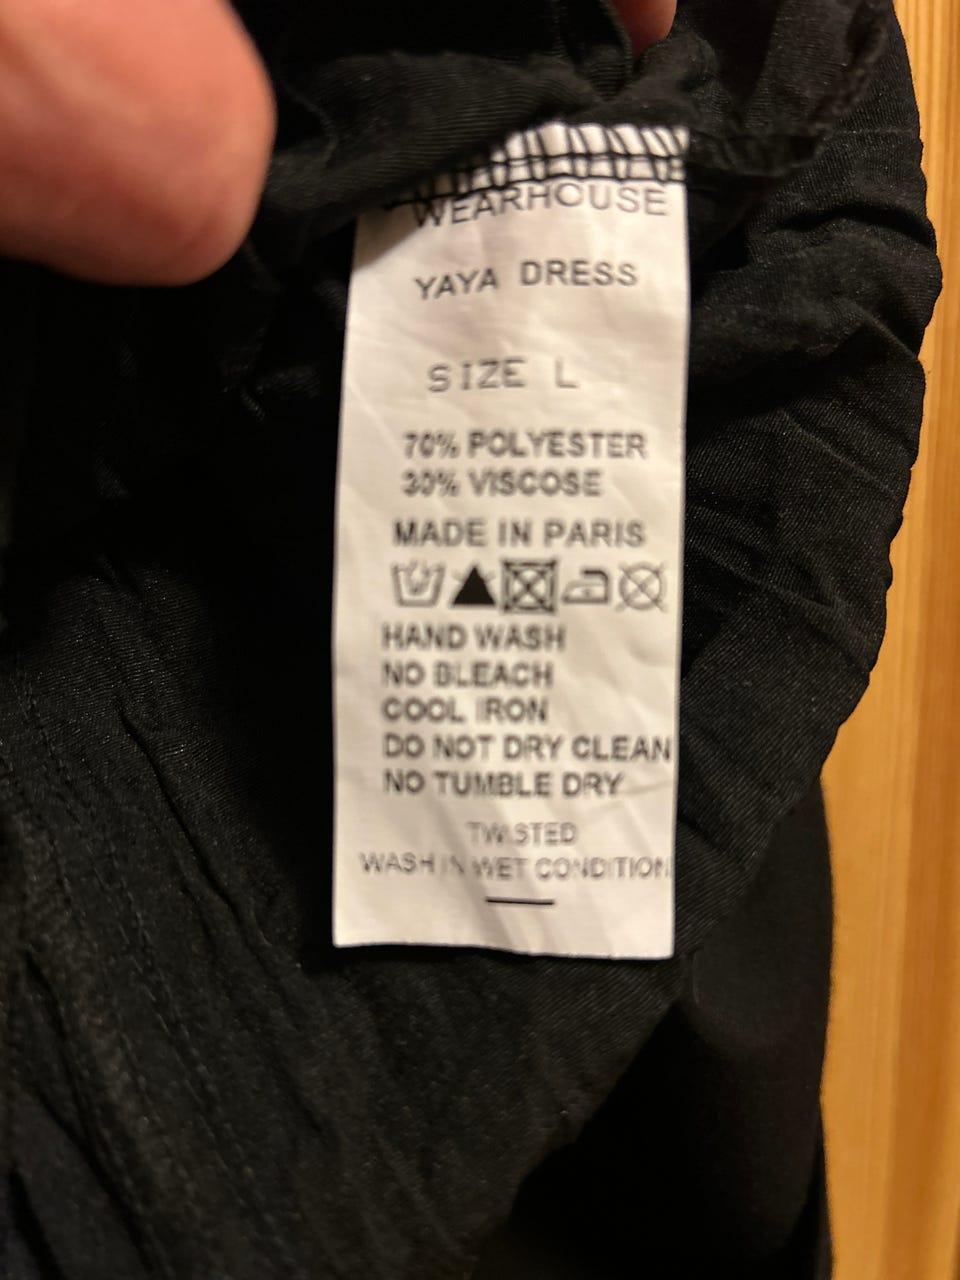 WEARHOUSE
YAYA DRESS
SIZE L
70% POLYESTER
30% VISCOSE
MADE IN PARIS
HAND WASH
NO BLEACH
COOL IRON
DO NOT DRY CLEAN
NO TUMBLE DRY
TWISTED
WASH IN WET CONDITION